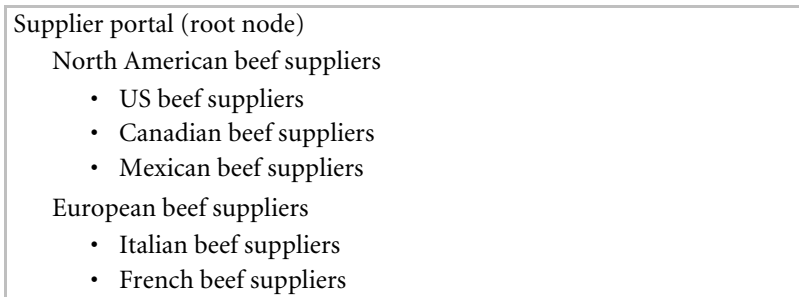 Supplier portal (root node)
North American beef suppliers
• US beef suppliers
• Canadian beef suppliers
• Mexican beef suppliers
European beef suppliers
• Italian beef suppliers
• French beef suppliers